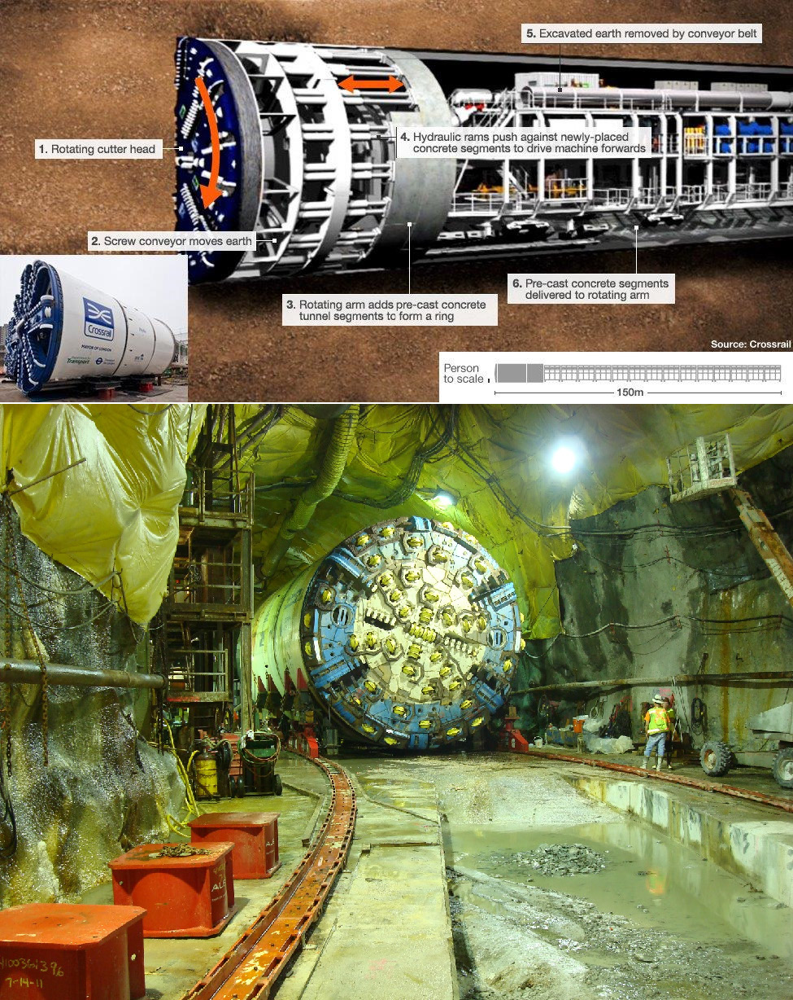 5. Excavated earth removed by conveyor belt
1. Rotating cutter head
4. Hydraulic rams push against newly-placed
concrete segments to drive machine forwards
2. Screw conveyor moves earth
3. Rotating arm adds pre-cast concrete
tunnel segments to form a ring
6. Pre-cast concrete segments
delivered to rotating arm
Crossrail
MAYOR OF LONDON
Transport
Source: Crossrail
Person
to scale
150m
7-14-11